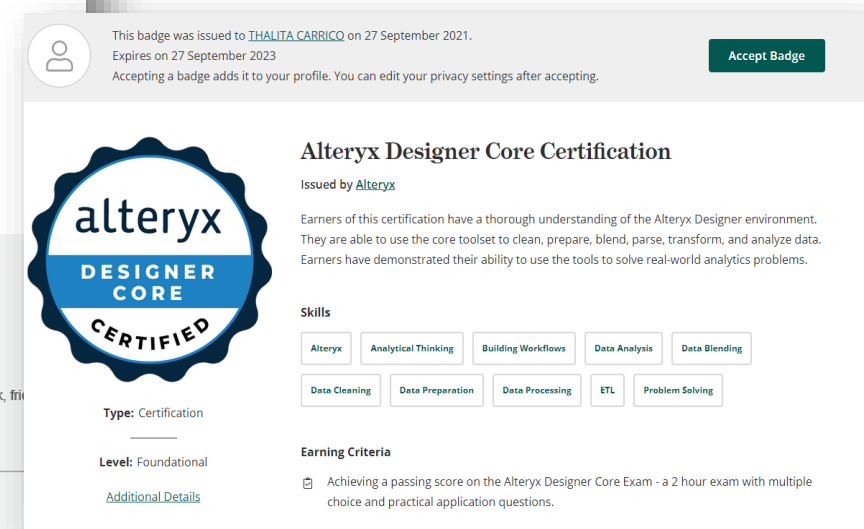 This badge was issued to THALITA CARRICO on 27 September 2021.
Expires on 27 September 2023
Accepting a badge adds it to your profile. You can edit your privacy settings after accepting.
Accept Badge
alteryx
DESIGNER
CORE
CERTIFIED
Type: Certification
Level: Foundational
Additional Details
Alteryx Designer Core Certification
Issued by Alteryx
Earners of this certification have a thorough understanding of the Alteryx Designer environment.
They are able to use the core toolset to clean, prepare, blend, parse, transform, and analyze data.
Earners have demonstrated their ability to use the tools to solve real-world analytics problems.
Skills
Alteryx Analytical Thinking Building Workflows Data Analysis Data Blending
Data Cleaning Data Preparation Data Processing ETL Problem Solving
Earning Criteria
Achieving a passing score on the Alteryx Designer Core Exam - a 2 hour exam with multiple
choice and practical application questions.